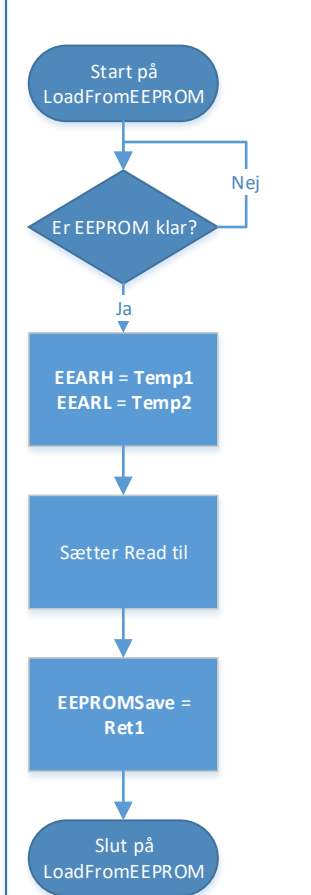 Start på
LoadFromEEPROM
Nej
Er EEPROM klar?
Ja
EEARH = Temp1
EEARL = Temp2
Sætter Read til
EEPROMSave =
Ret1
Slut på
LoadFromEEPROM